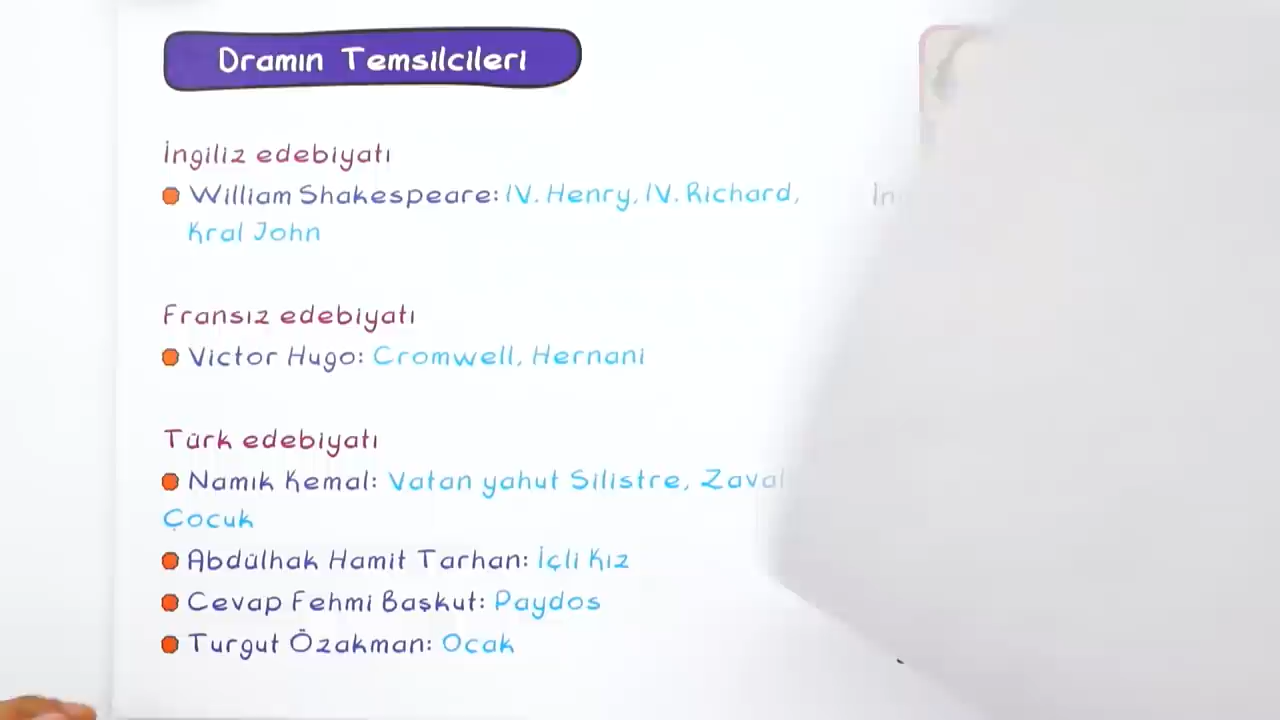 Dramın Temsilcileri
İngiliz edebiyatı
William Shakespeare: IV. Henry, IV. Richard,
Kral John
Fransız edebiyatı
Victor Hugo: Cromwell, Hernani
Türk edebiyatı
Namık Kemal: Vatan yahut Silistre,
Çocuk
Abdülhak Hamit Tarhan: İçli Kız
Cevap Fehmi Başkut: Paydos
Turgut Özakman: Ocak